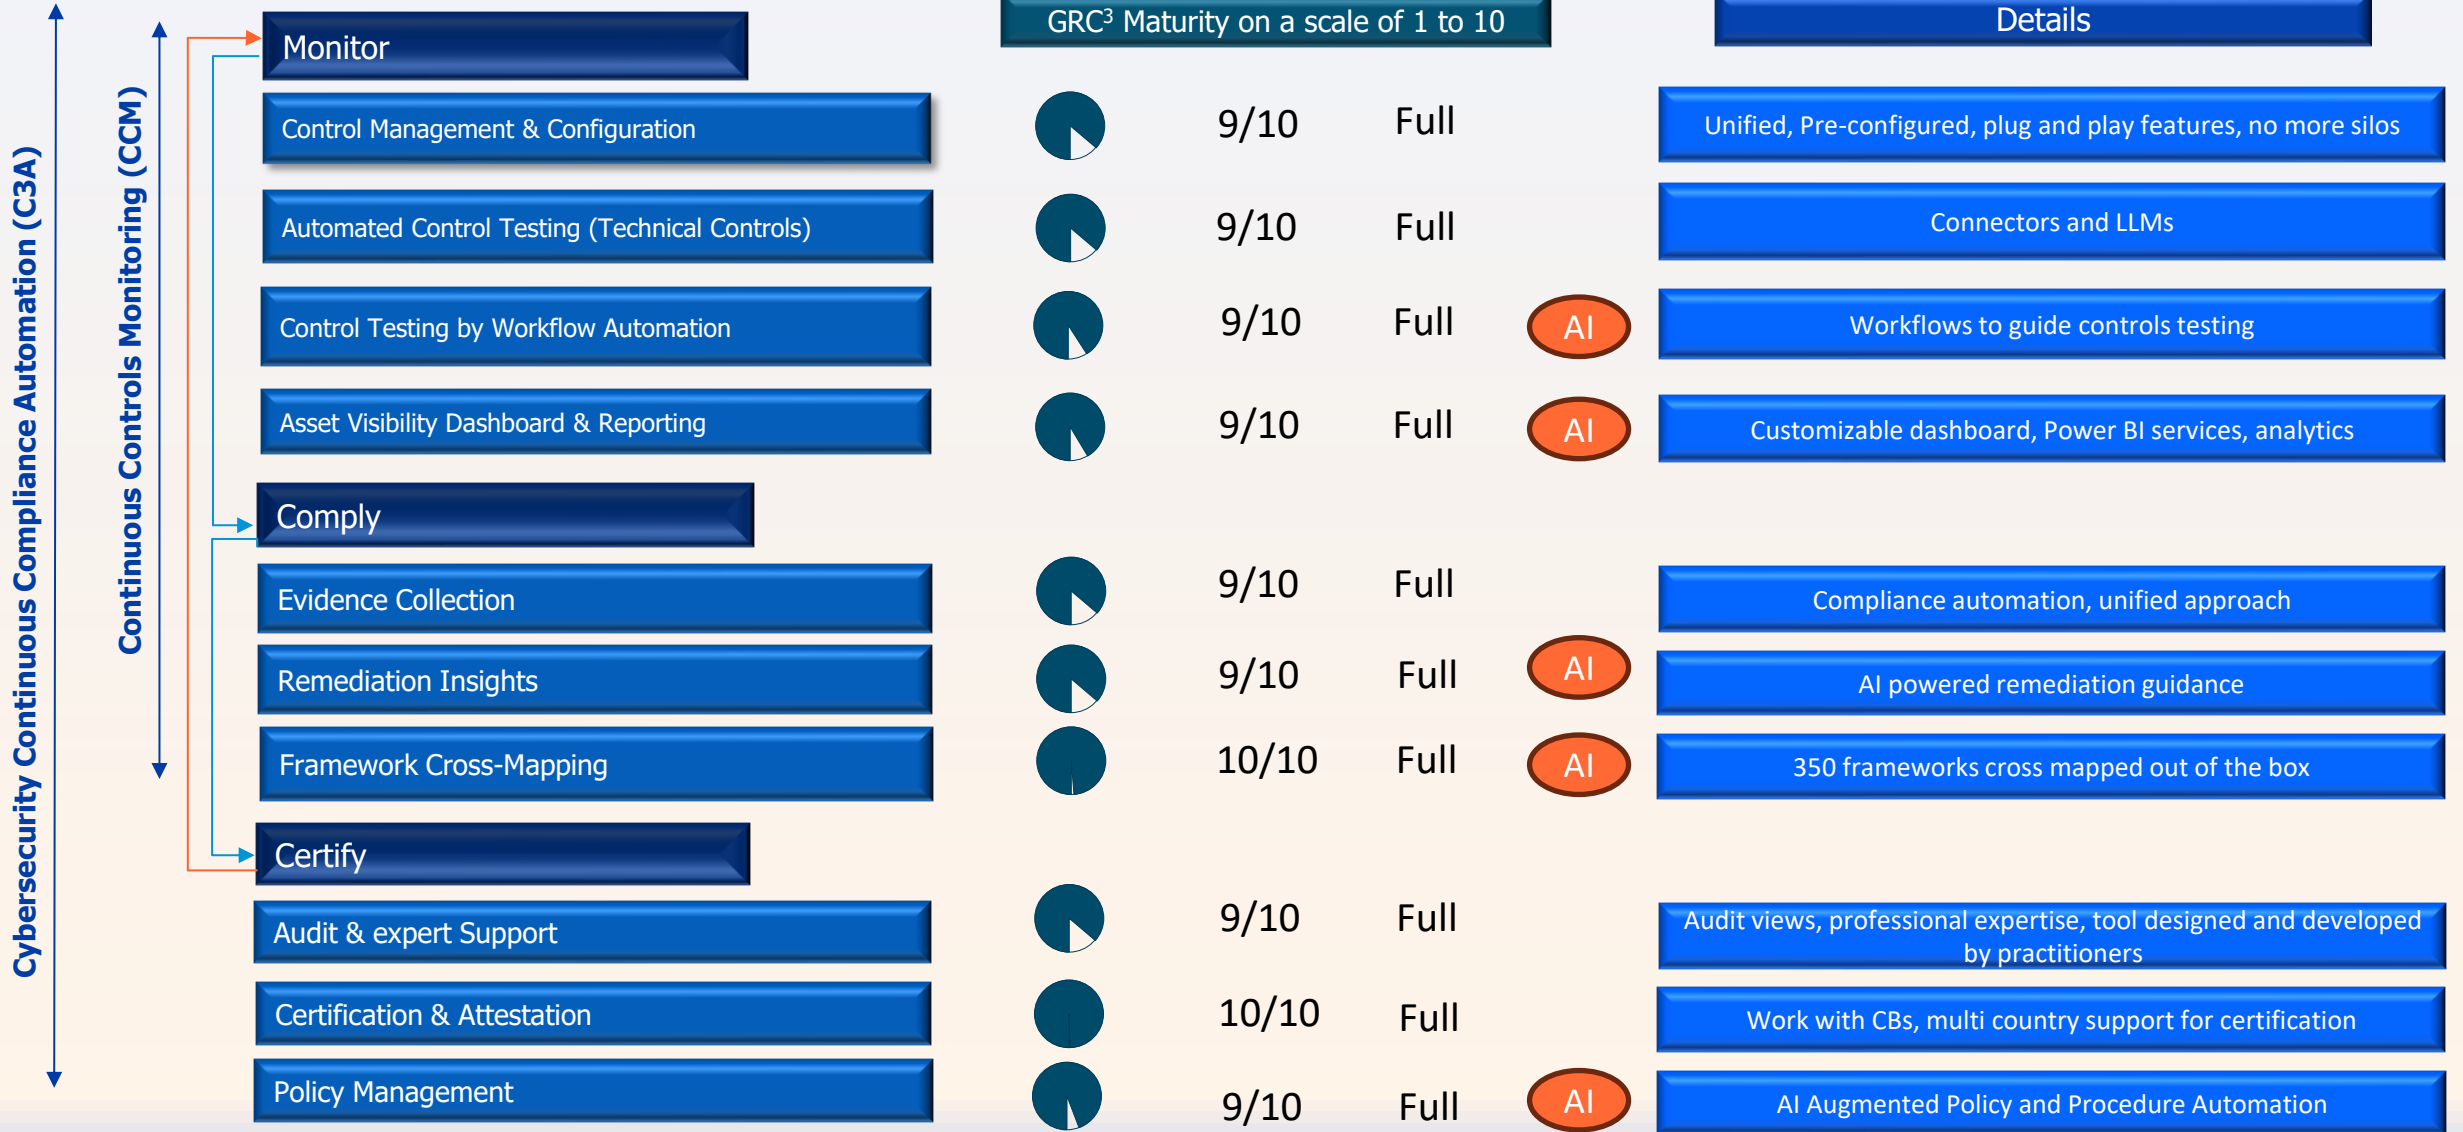 GRC³ Maturity on a scale of 1 to 10
Details
Cybersecurity Continuous Compliance Automation (C3A)
Continuous Controls Monitoring (CCM)
Monitor
Control Management & Configuration
9/10
Full
Unified, Pre-configured, plug and play features, no more silos
Automated Control Testing (Technical Controls)
9/10
Full
Connectors and LLMs
Control Testing by Workflow Automation
9/10
Full
AI
Workflows to guide controls testing
Asset Visibility Dashboard & Reporting
9/10
Full
AI
Customizable dashboard, Power BI services, analytics
Comply
Evidence Collection
9/10
Full
Compliance automation, unified approach
Remediation Insights
9/10
Full
AI
AI powered remediation guidance
Framework Cross-Mapping
10/10
Full
AI
350 frameworks cross mapped out of the box
Certify
Audit & expert Support
9/10
Full
Audit views, professional expertise, tool designed and developed
by practitioners
Certification & Attestation
10/10
Full
Work with CBs, multi country support for certification
Policy Management
9/10
Full
AI
AI Augmented Policy and Procedure Automation